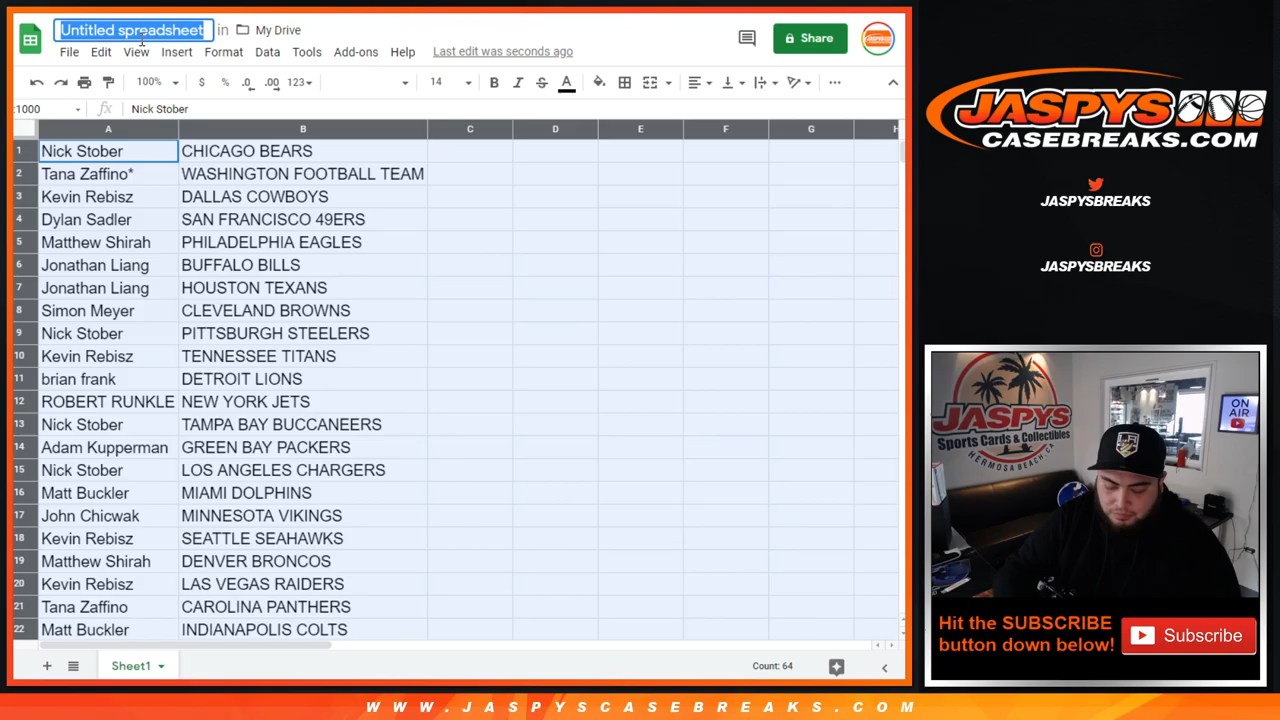 Untitled spreadsheet in My Drive
File Edit View Insert Format Data Tools Add-ons Help Last edit was seconds ago
Share
100% $ % .0 .00 123 14 B I S A
:1000 fx Nick Stober
A B C D E F G H
1 Nick Stober CHICAGO BEARS
2 Tana Zaffino* WASHINGTON FOOTBALL TEAM
3 Kevin Rebisz DALLAS COWBOYS
4 Dylan Sadler SAN FRANCISCO 49ERS
5 Matthew Shirah PHILADELPHIA EAGLES
6 Jonathan Liang BUFFALO BILLS
7 Jonathan Liang HOUSTON TEXANS
8 Simon Meyer CLEVELAND BROWNS
9 Nick Stober PITTSBURGH STEELERS
10 Kevin Rebisz TENNESSEE TITANS
11 brian frank DETROIT LIONS
12 ROBERT RUNKLE NEW YORK JETS
13 Nick Stober TAMPA BAY BUCCANEERS
14 Adam Kupperman GREEN BAY PACKERS
15 Nick Stober LOS ANGELES CHARGERS
16 Matt Buckler MIAMI DOLPHINS
17 John Chicwak MINNESOTA VIKINGS
18 Kevin Rebisz SEATTLE SEAHAWKS
19 Matthew Shirah DENVER BRONCOS
20 Kevin Rebisz LAS VEGAS RAIDERS
21 Tana Zaffino CAROLINA PANTHERS
22 Matt Buckler INDIANAPOLIS COLTS
Sheet1 Count: 64
JASPYS
CASEBREAKS.COM
JASPYSBREAKS
JASPYSBREAKS
JASPYS
Sports Cards & Collectibles
HERMOSA BEACH, CA
ON
AIR
LA
Hit the SUBSCRIBE
button down below!
Subscribe
WWW.JASPYSCASEBREAKS.COM